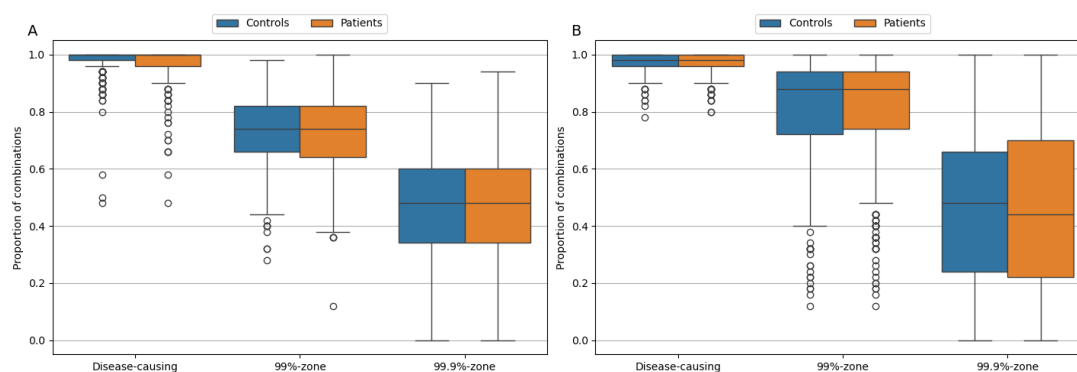 A
Controls
Patients
Proportion of combinations
1.0
0.8
0.6
0.4
0.2
0.0
Disease-causing
99%-zone
99.9%-zone
B
Controls
Patients
Proportion of combinations
1.0
0.8
0.6
0.4
0.2
0.0
Disease-causing
99%-zone
99.9%-zone